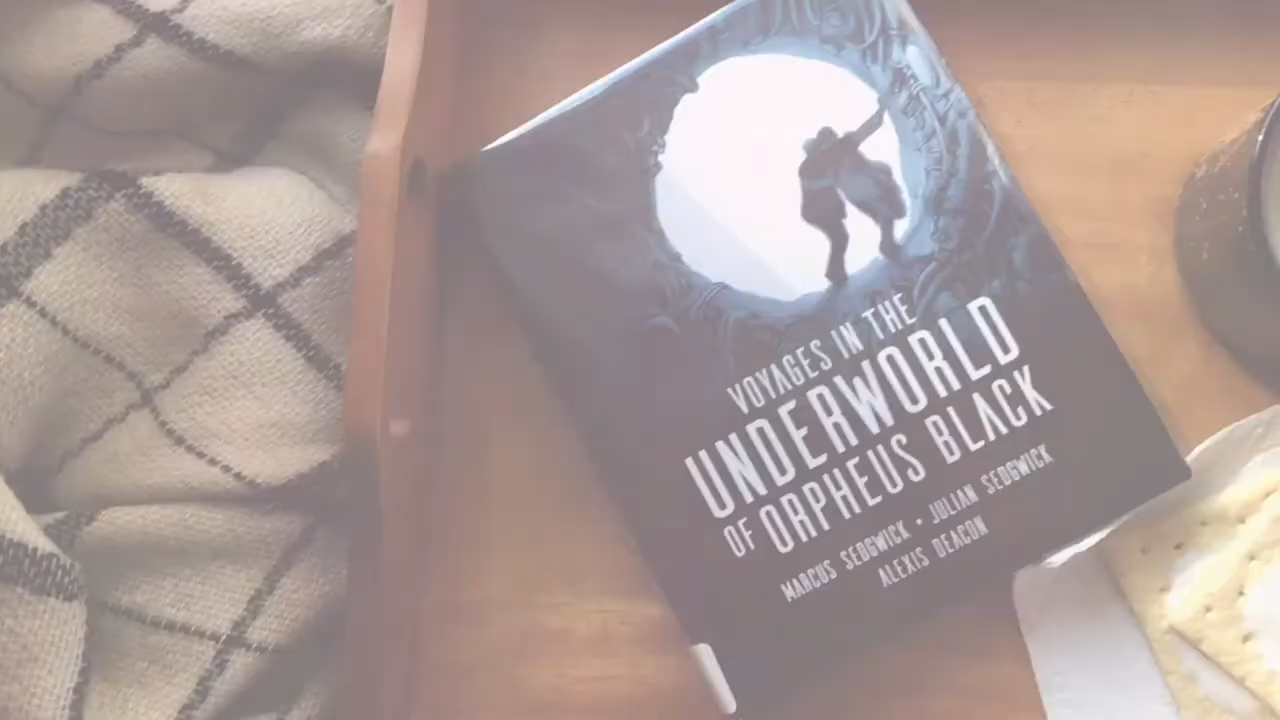 VOYAGES IN THE
UNDERWORLD
OF ORPHEUS BLACK
MARCUS SEDGWICK • JULIAN SEDGWICK
ALEXIS DEACON